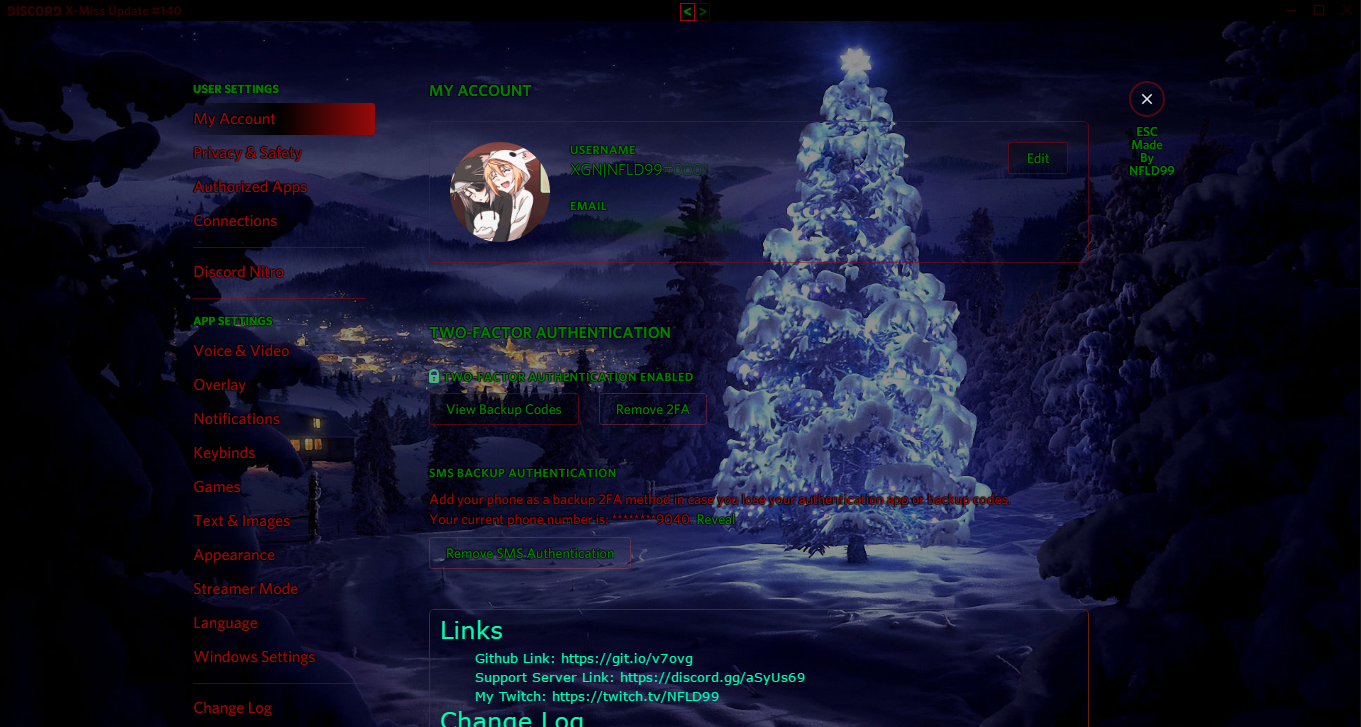 DISCORD X-Miss Update #140
< >
USER SETTINGS
My Account
Privacy & Safety
Authorized Apps
Connections
Discord Nitro
APP SETTINGS
Voice & Video
Overlay
Notifications
Keybinds
Games
Text & Images
Appearance
Streamer Mode
Language
Windows Settings
Change Log
MY ACCOUNT
USERNAME
XGN|NFLD99
EMAIL
Edit
TWO-FACTOR AUTHENTICATION
TWO-FACTOR AUTHENTICATION ENABLED
View Backup Codes
Remove 2FA
SMS BACKUP AUTHENTICATION
Add your phone as a backup 2FA method in case you lose your authentication app or backup codes.
Your current phone number is: ********9040 Reveal
Remove SMS Authentication
Links
Github Link: https://git.io/v7ovg
Support Server Link: https://discord.gg/aSyUs69
My Twitch: https://twitch.tv/NFLD99
Change Log
ESC
Made
By
NFLD99